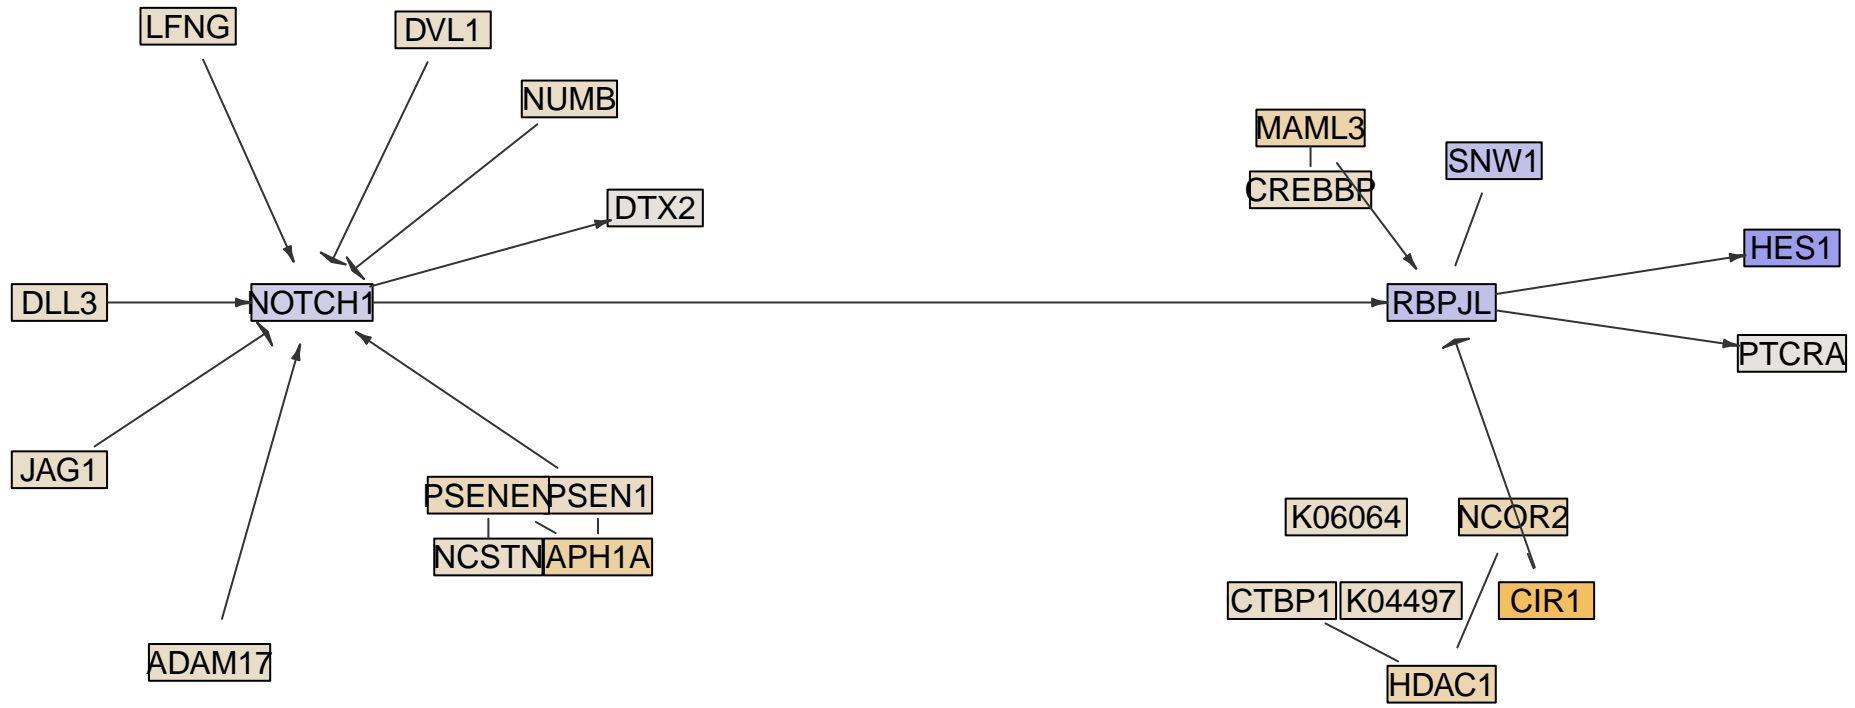 LFNG
DVL1
NUMB
MAML3
SNW1
CREBBP
DTX2
HES1
DLL3
NOTCH1
RBPJL
PTCRA
JAG1
PSENEN
PSEN1
K06064
NCOR2
NCSTN
APH1A
CTBP1
K04497
CIR1
ADAM17
HDAC1